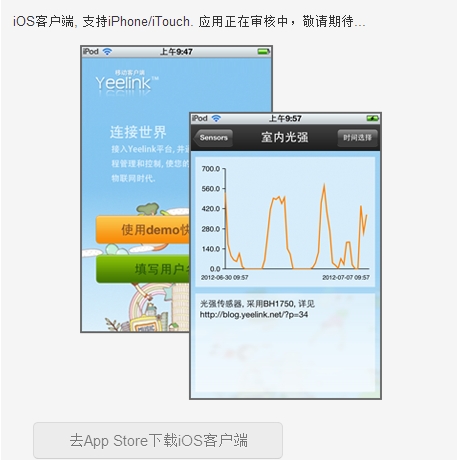 iOS客户端, 支持iPhone/iTouch. 应用正在审核中，敬请期待...
iPod
上午9:47
移动客户端
Yeelink™
连接世界
接入Yeelink平台, 并
程管理和控制, 使您的
物联网时代.
使用demo快
填写用户
iPod
上午9:57
Sensors
室内光强
时间选择
700.0
560.0
420.0
280.0
140.0
0.0
2012-06-30 09:57
2012-07-07 09:57
光强传感器, 采用BH1750, 详见
http://blog.yeelink.net/?p=34
去App Store下载iOS客户端